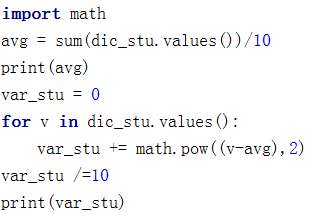 import math
avg = sum(dic_stu.values())/10
print(avg)
var_stu = 0
for v in dic_stu.values():
    var_stu += math.pow((v-avg),2)
var_stu /=10
print(var_stu)